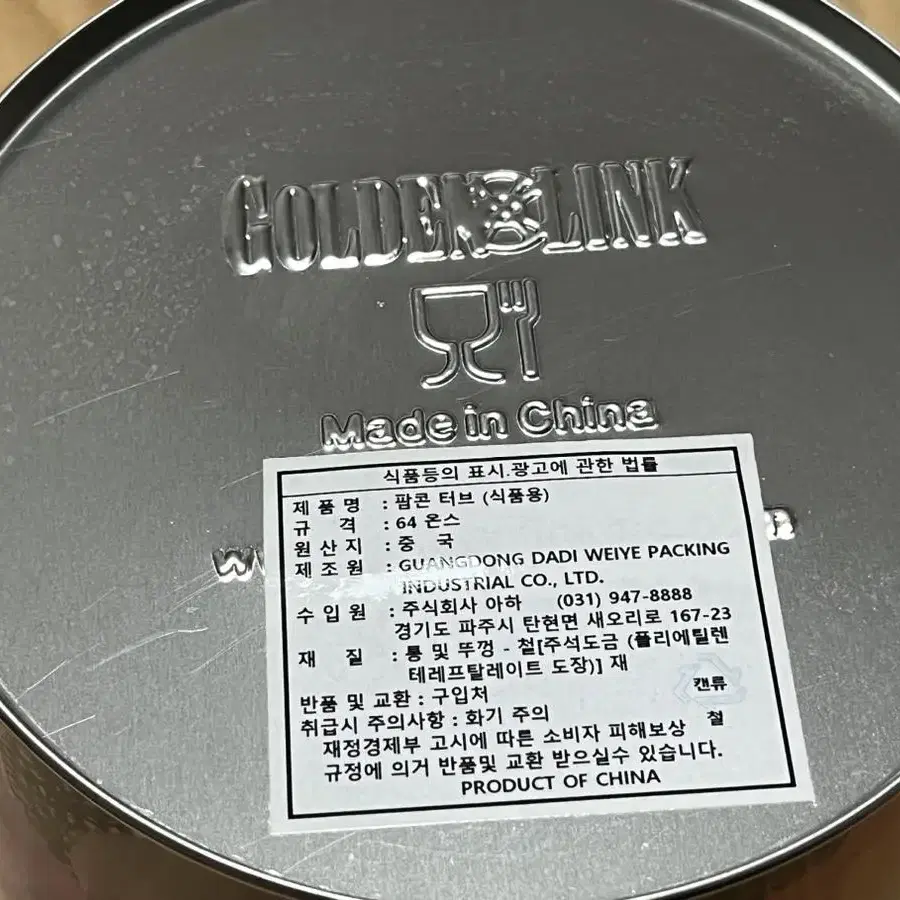 GOLDEN LINK
Made in China
식품등의 표시.광고에 관한 법률
제 품 명 : 팝콘 터브 (식품용)
규 격 : 64 온스
원 산 지 : 중 국
제 조 원 : GUANGDONG DADI WEIYE PACKING
INDUSTRIAL CO., LTD.
수 입 원 : 주식회사 아하 (031) 947-8888
경기도 파주시 탄현면 새오리로 167-23
재 질 : 통 및 뚜껑 - 철[주석도금 (폴리에틸렌
테레프탈레이트 도장)] 재
캔류
반품 및 교환 : 구입처
취급시 주의사항 : 화기 주의
철
재정경제부 고시에 따른 소비자 피해보상
규정에 의거 반품및 교환 받으실수 있습니다.
PRODUCT OF CHINA